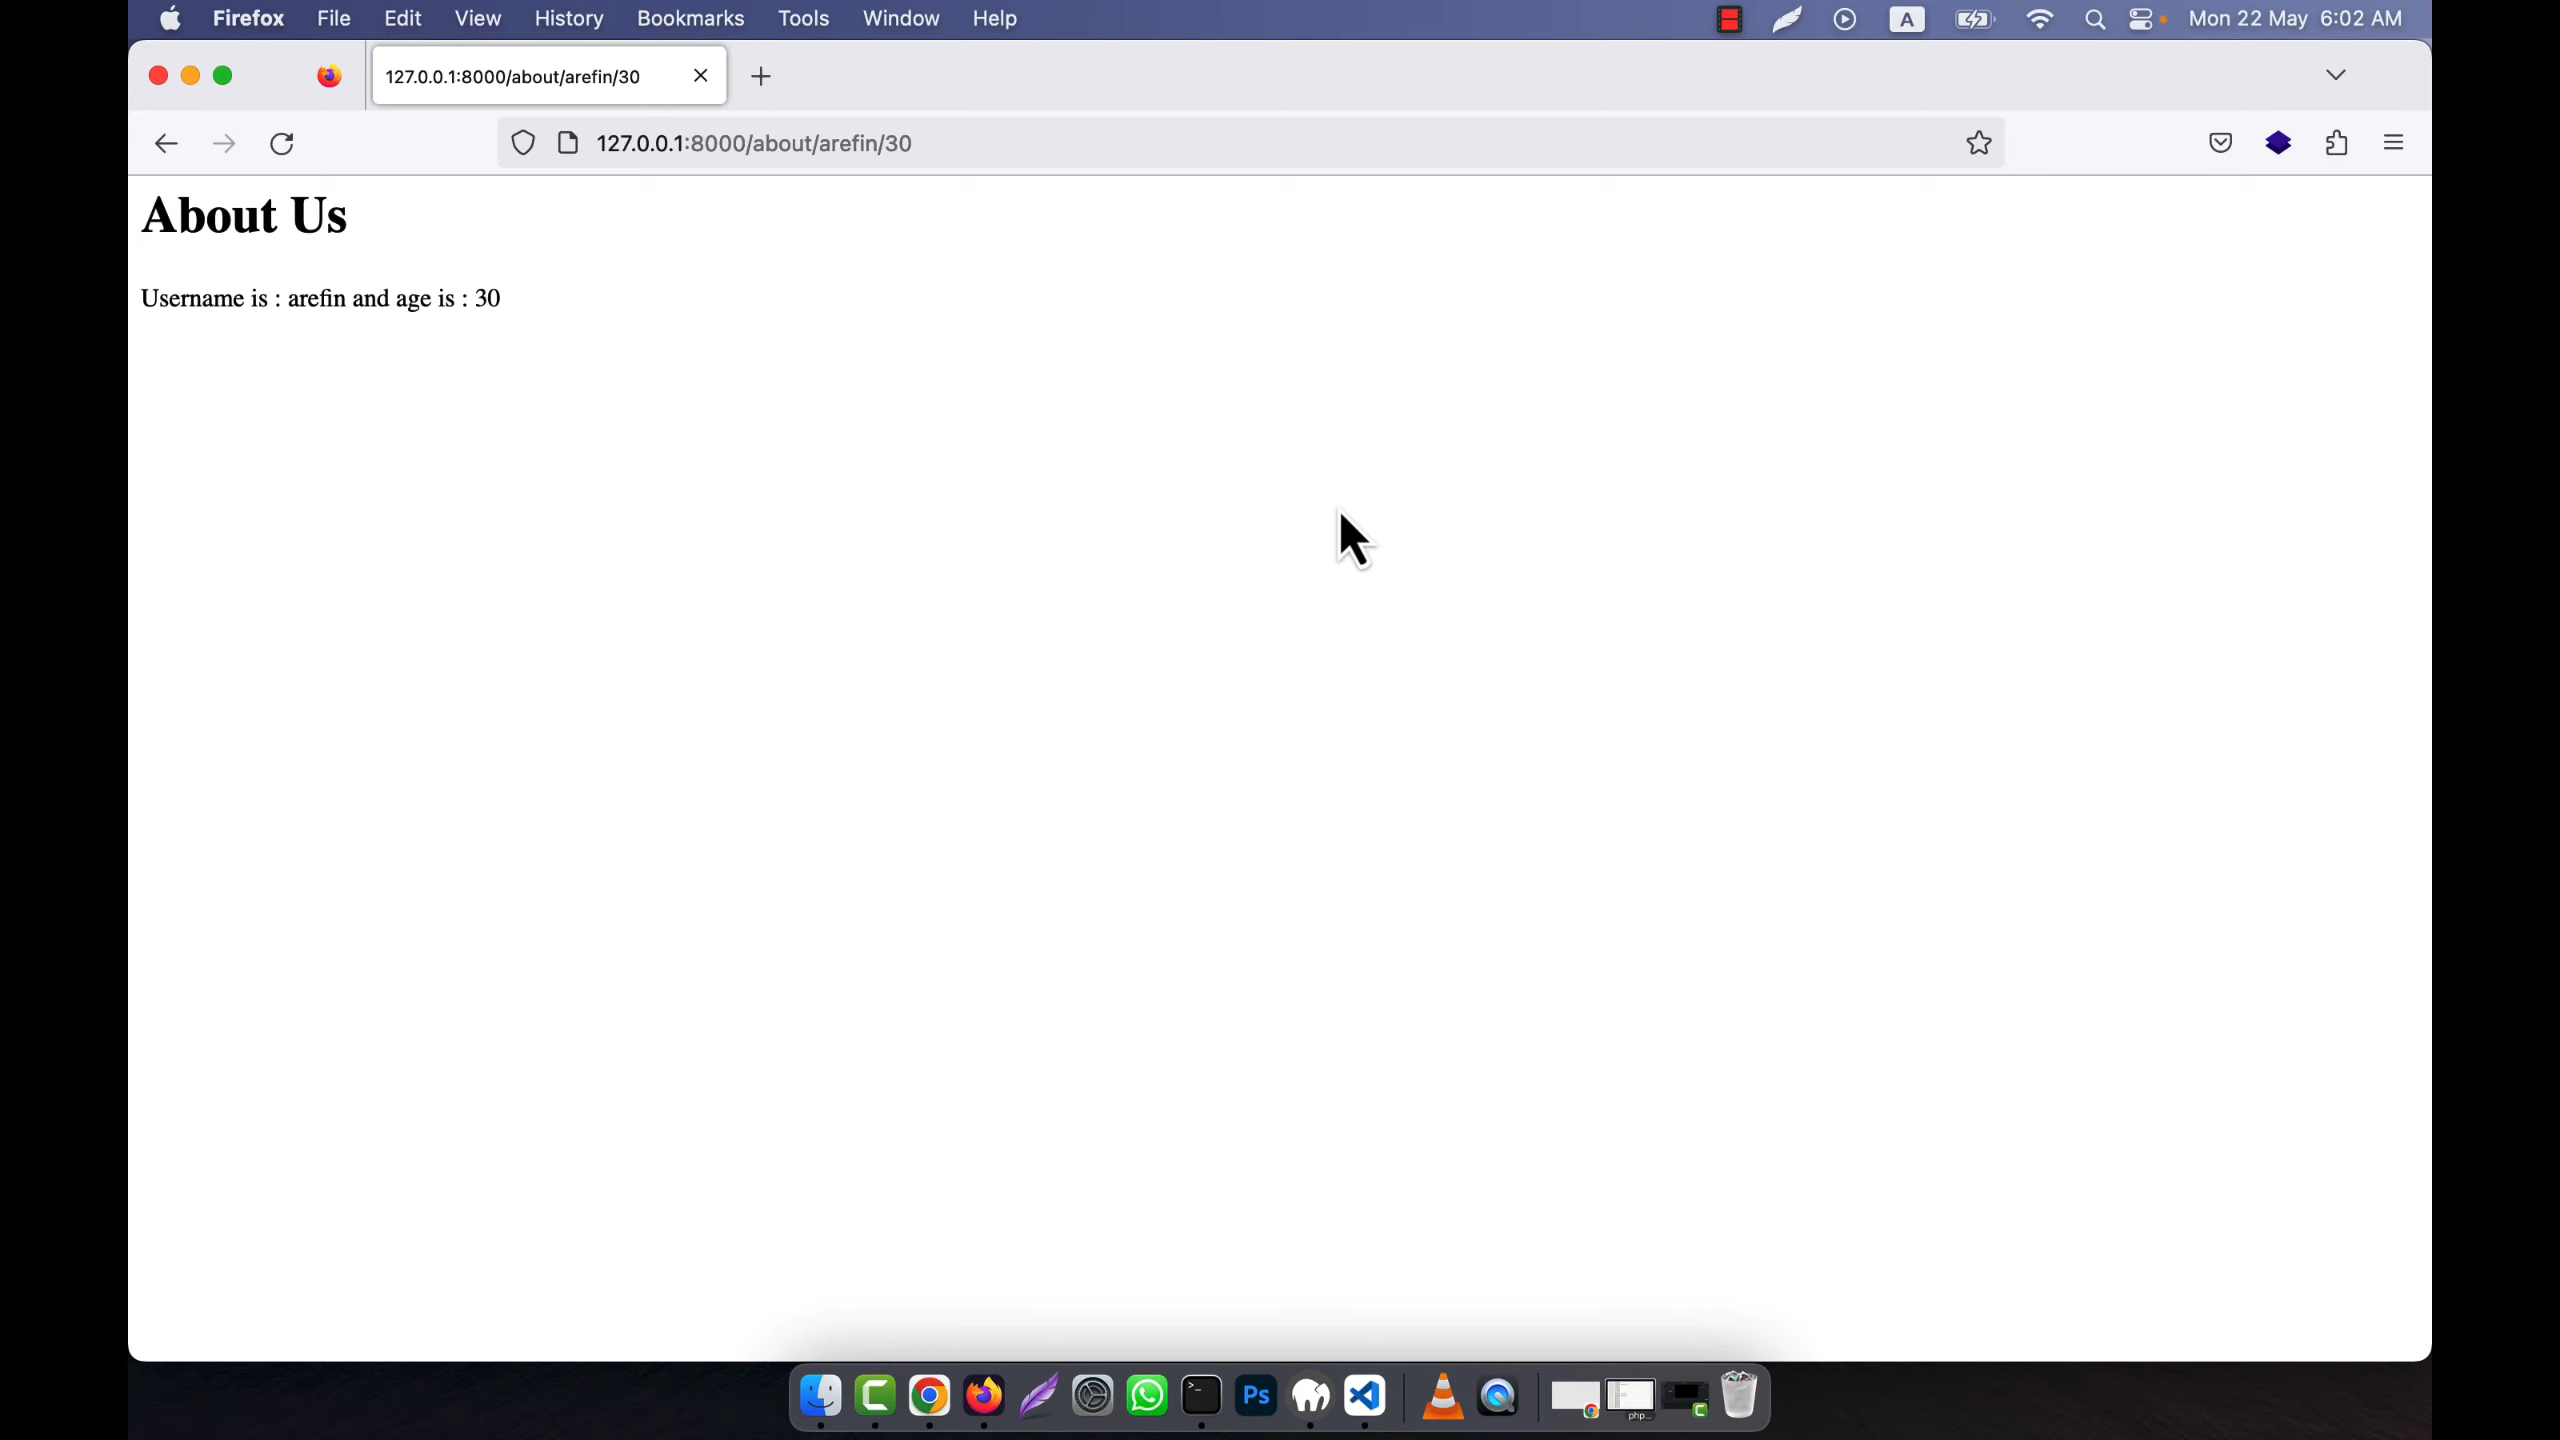 Firefox File Edit View History Bookmarks Tools Window Help A Mon 22 May 6:02 AM
127.0.0.1:8000/about/arefin/30
127.0.0.1:8000/about/arefin/30
About Us
Username is : arefin and age is : 30
Ps
php...